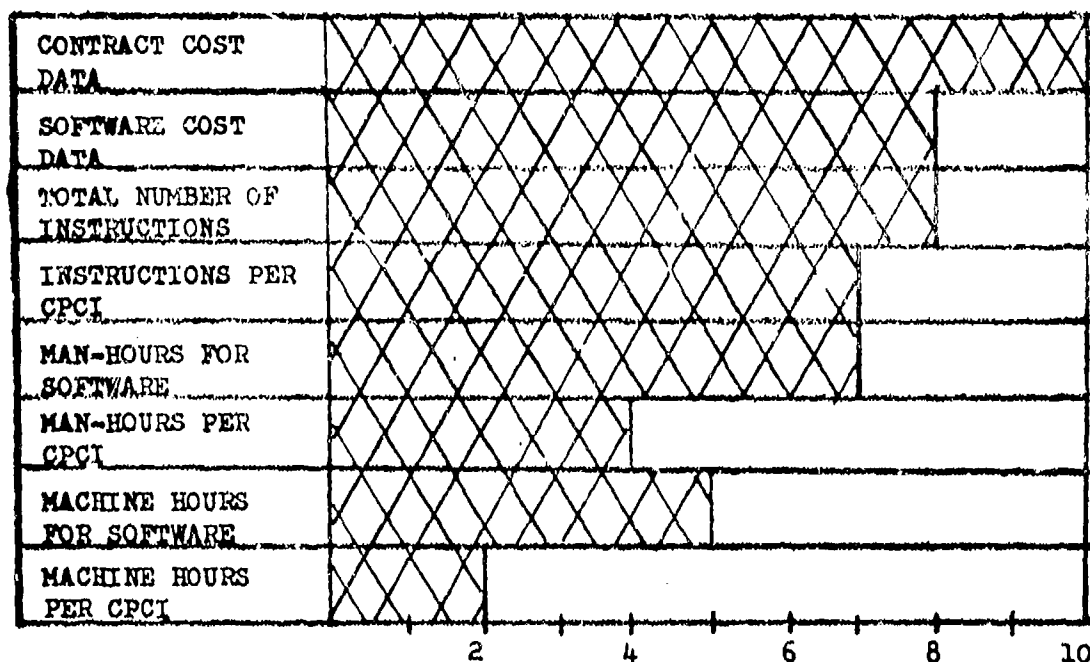 CONTRACT COST
DATA
SOFTWARE COST
DATA
TOTAL NUMBER OF
INSTRUCTIONS
INSTRUCTIONS PER
CPCI
MAN-HOURS FOR
SOFTWARE
MAN-HOURS PER
CPCI
MACHINE HOURS
FOR SOFTWARE
MACHINE HOURS
PER CPCI
2 4 6 8 10